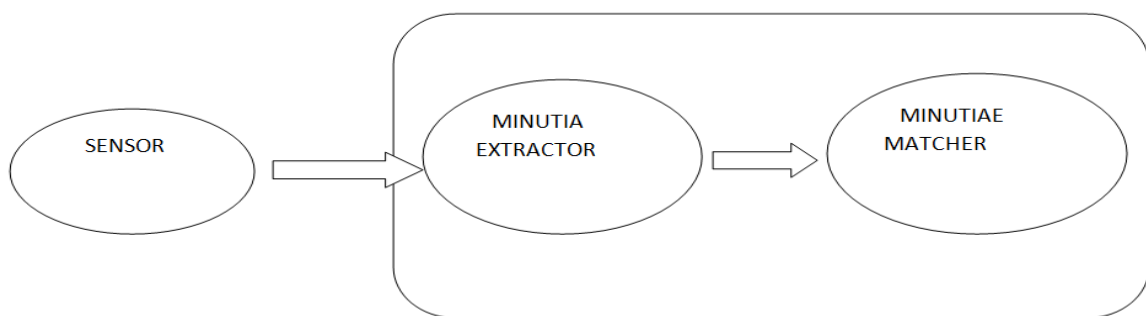 SENSOR
MINUTIA
EXTRACTOR
MINUTIAE
MATCHER